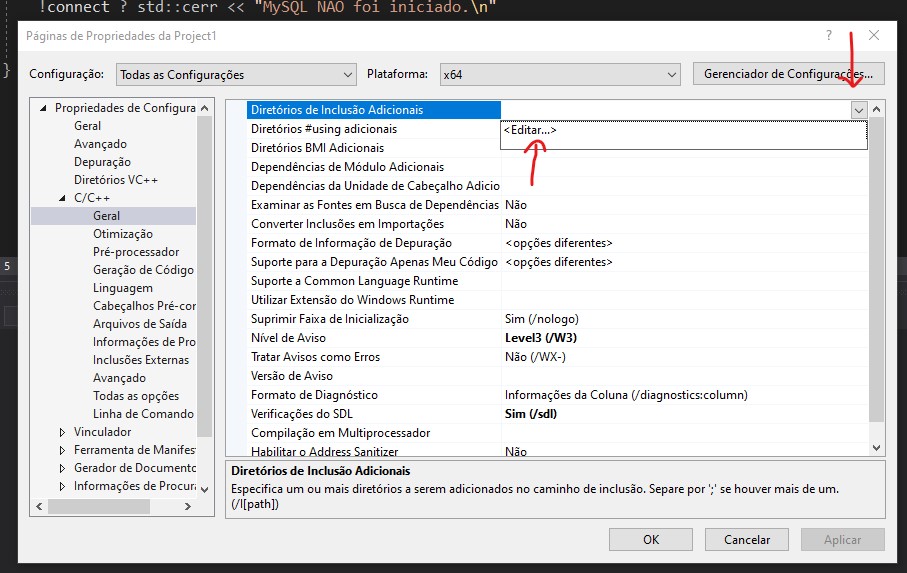 !connect ? std::cerr << "MySQL NAO foi iniciado.\n"
Páginas de Propriedades da Project1
?
}
Configuração:
Todas as Configurações
Plataforma:
x64
Gerenciador de Configurações...
Propriedades de Configura
Geral
Avançado
Depuração
Diretórios VC++
C/C++
Geral
Otimização
Pré-processador
Geração de Código
Linguagem
Cabeçalhos Pré-cor
Arquivos de Saída
Informações de Pro
Inclusões Externas
Avançado
Todas as opções
Linha de Comando
Vinculador
Ferramenta de Manifes
Gerador de Documento
Informações de Procura
5
Diretórios de Inclusão Adicionais
<Editar...>
Diretórios #using adicionais
Diretórios BMI Adicionais
Dependências de Módulo Adicionais
Dependências da Unidade de Cabeçalho Adicio
Examinar as Fontes em Busca de Dependências Não
Converter Inclusões em Importações Não
Formato de Informação de Depuração <opções diferentes>
Suporte para a Depuração Apenas Meu Código <opções diferentes>
Suporte a Common Language Runtime
Utilizar Extensão do Windows Runtime
Suprimir Faixa de Inicialização Sim (/nologo)
Nível de Aviso Level3 (/W3)
Tratar Avisos como Erros Não (/WX-)
Versão de Aviso
Formato de Diagnóstico Informações da Coluna (/diagnostics:column)
Verificações do SDL Sim (/sdl)
Compilação em Multiprocessador
Habilitar o Address Sanitizer Não
Diretórios de Inclusão Adicionais
Especifica um ou mais diretórios a serem adicionados no caminho de inclusão. Separe por ';' se houver mais de um.
(/I[path])
OK
Cancelar
Aplicar